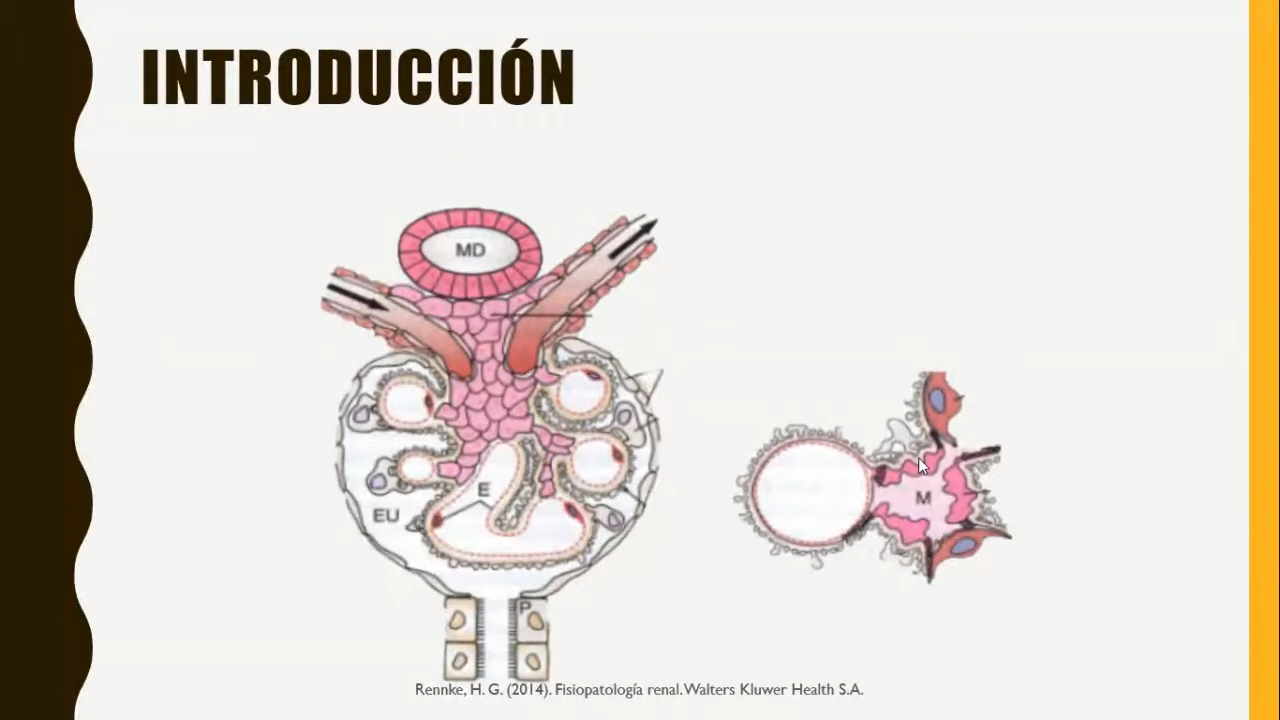 INTRODUCCIÓN
MD
E
EU
P
M
Rennke, H. G. (2014). Fisiopatología renal. Walters Kluwer Health S.A.